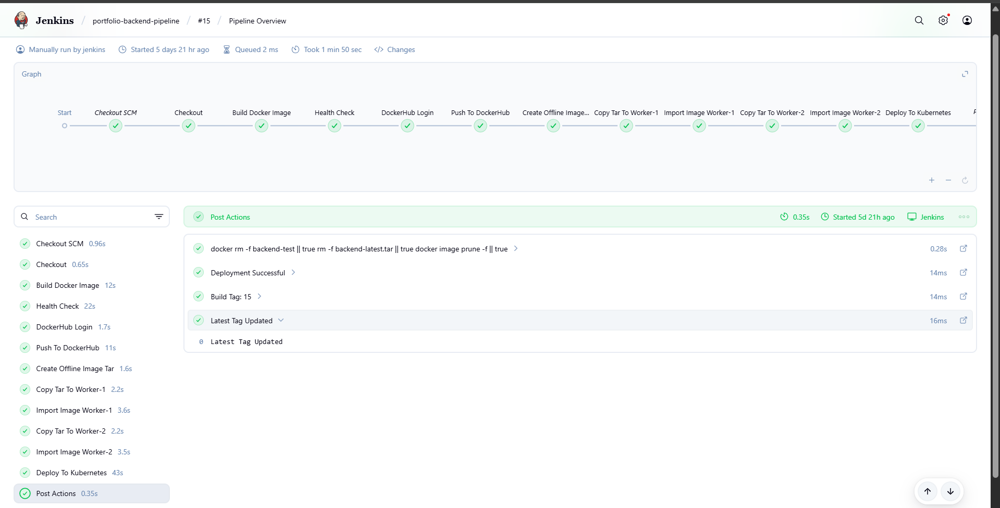 Jenkins / portfolio-backend-pipeline / #15 / Pipeline Overview
Manually run by jenkins Started 5 days 21 hr ago Queued 2 ms Took 1 min 50 sec </> Changes
Graph
Start Checkout SCM Checkout Build Docker Image Health Check DockerHub Login Push To DockerHub Create Offline Image... Copy Tar To Worker-1 Import Image Worker-1 Copy Tar To Worker-2 Import Image Worker-2 Deploy To Kubernetes
Search
Checkout SCM 0.96s
Checkout 0.65s
Build Docker Image 12s
Health Check 22s
DockerHub Login 1.7s
Push To DockerHub 11s
Create Offline Image Tar 1.6s
Copy Tar To Worker-1 2.2s
Import Image Worker-1 3.6s
Copy Tar To Worker-2 2.2s
Import Image Worker-2 3.5s
Deploy To Kubernetes 43s
Post Actions 0.35s
Post Actions 0.35s Started 5d 21h ago Jenkins
docker rm -f backend-test || true rm -f backend-latest.tar || true docker image prune -f || true 0.28s
Deployment Successful 14ms
Build Tag: 15 14ms
Latest Tag Updated 16ms
0 Latest Tag Updated